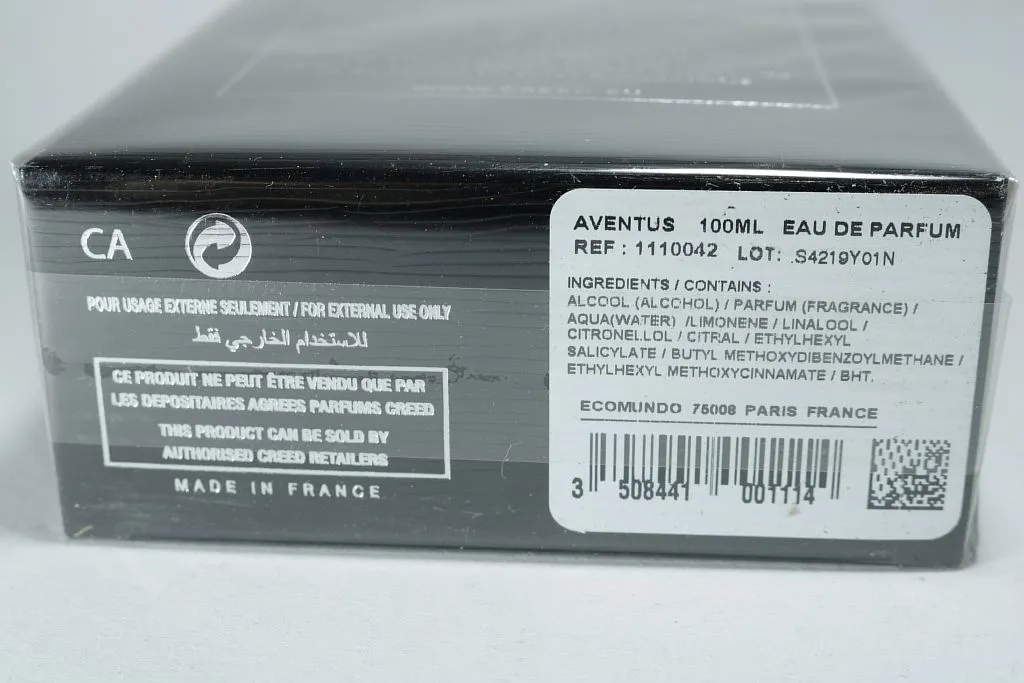 CA
POUR USAGE EXTERNE SEULEMENT / FOR EXTERNAL USE ONLY
للاستخدام الخارجي فقط
CE PRODUIT NE PEUT ÊTRE VENDU QUE PAR
LES DEPOSITAIRES AGREES PARFUMS CREED
THIS PRODUCT CAN BE SOLD BY
AUTHORISED CREED RETAILERS
MADE IN FRANCE
AVENTUS 100ML EAU DE PARFUM
REF : 1110042 LOT: S4219Y01N
INGREDIENTS / CONTAINS :
ALCOOL (ALCOHOL) / PARFUM (FRAGRANCE) /
AQUA(WATER) /LIMONENE / LINALOOL /
CITRONELLOL / CITRAL / ETHYLHEXYL
SALICYLATE / BUTYL METHOXYDIBENZOYLMETHANE /
ETHYLHEXYL METHOXYCINNAMATE / BHT.
ECOMUNDO 75008 PARIS FRANCE
3 508441 001114